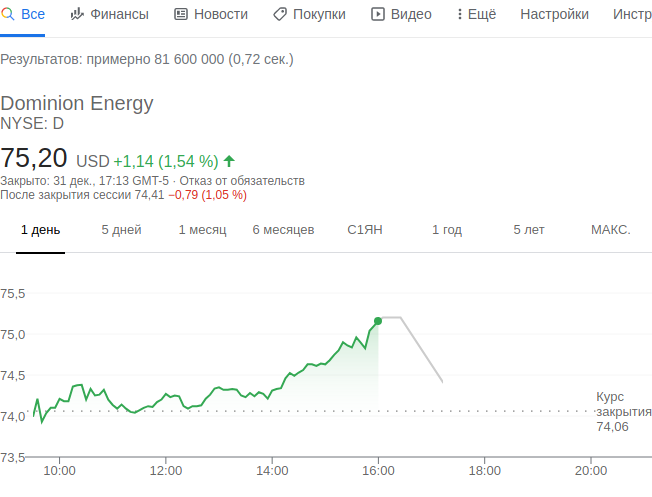 Все Финансы Новости Покупки Видео Ещё Настройки Инстр
Результатов: примерно 81 600 000 (0,72 сек.)
Dominion Energy
NYSE: D
75,20 USD +1,14 (1,54 %)
Закрыто: 31 дек., 17:13 GMT-5 · Отказ от обязательств
После закрытия сессии 74,41 −0,79 (1,05 %)
1 день 5 дней 1 месяц 6 месяцев С1ЯН 1 год 5 лет МАКС.
75,5
75,0
74,5
74,0
Курс
закрытия
74,06
73,5
10:00 12:00 14:00 16:00 18:00 20:00